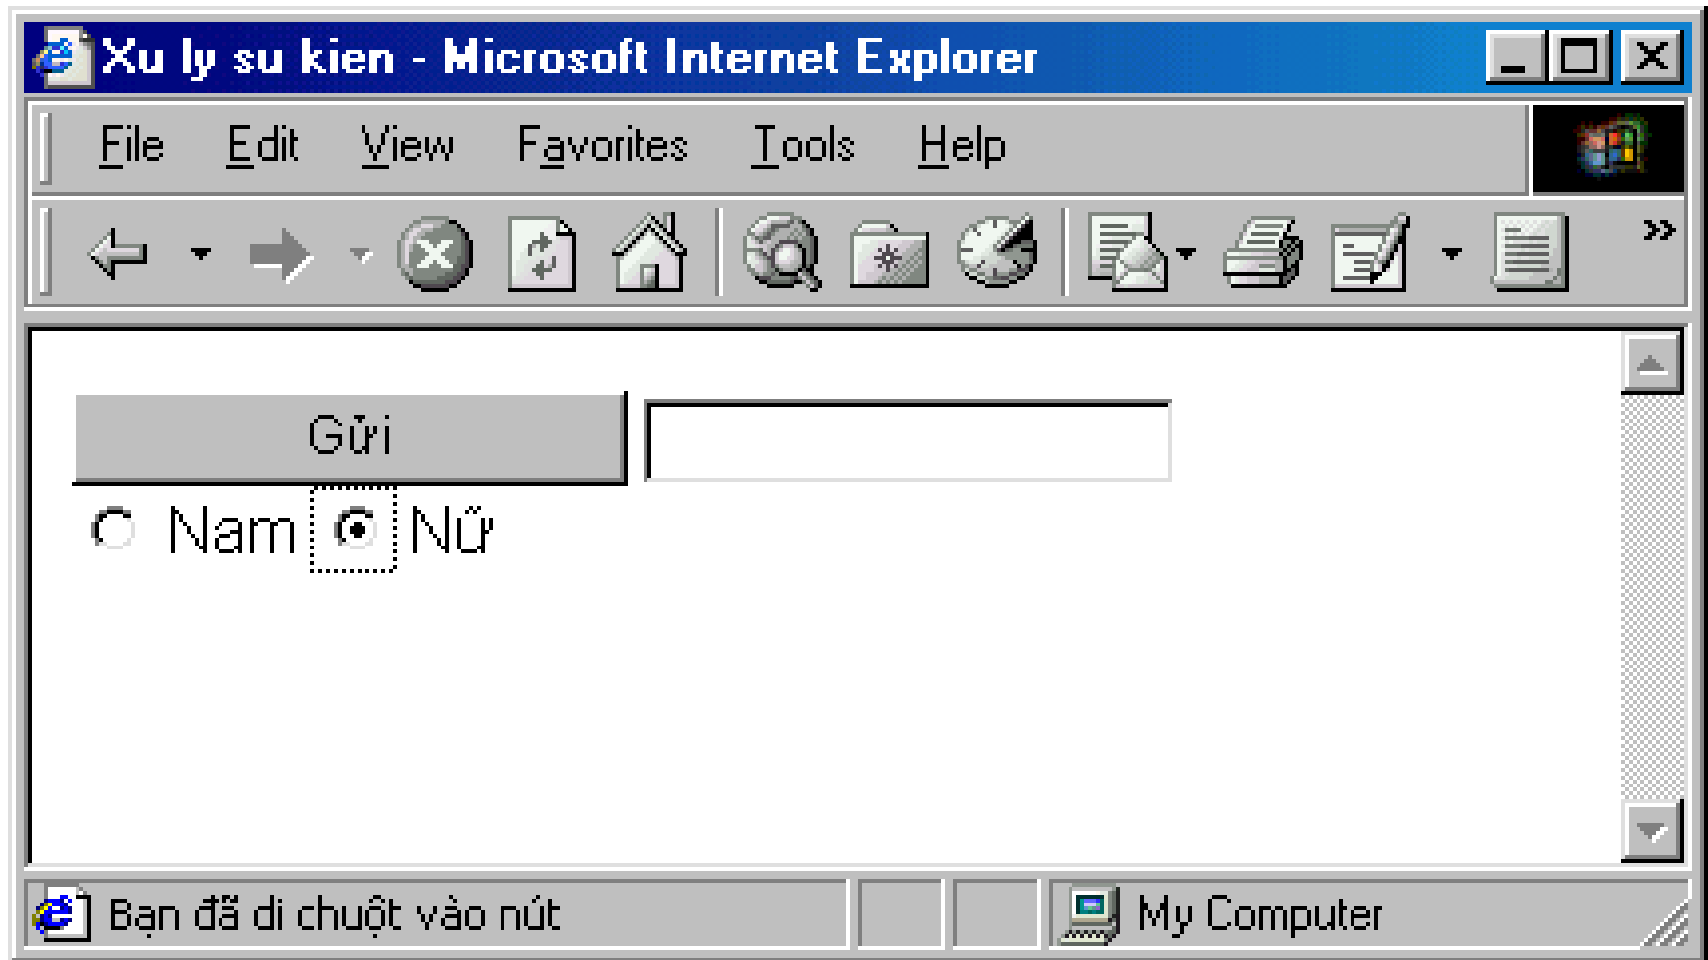 Xu ly su kien - Microsoft Internet Explorer
File Edit View Favorites Tools Help
Gửi
Nam Nữ
Bạn đã di chuột vào nút My Computer